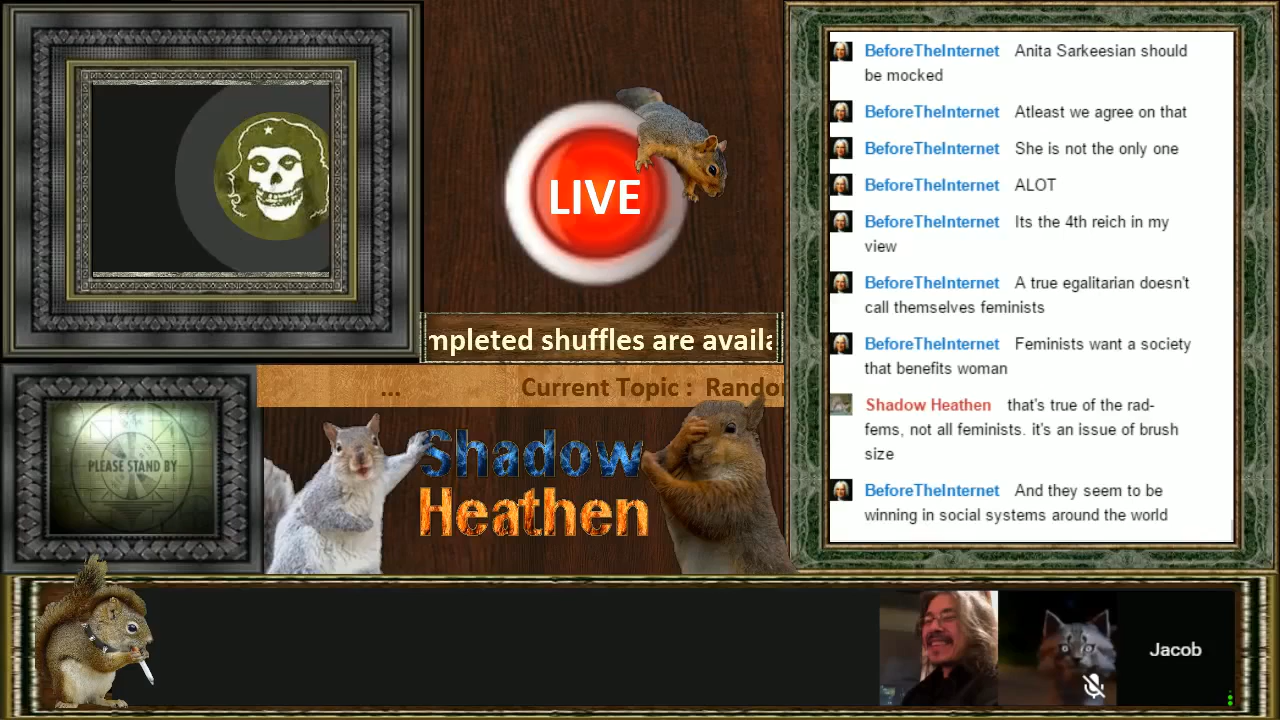 LIVE
mpleted shuffles are availa
... Current Topic : Random
Shadow
Heathen
PLEASE STAND BY
BeforeTheInternet Anita Sarkeesian should
be mocked
BeforeTheInternet Atleast we agree on that
BeforeTheInternet She is not the only one
BeforeTheInternet ALOT
BeforeTheInternet Its the 4th reich in my
view
BeforeTheInternet A true egalitarian doesn't
call themselves feminists
BeforeTheInternet Feminists want a society
that benefits woman
Shadow Heathen that's true of the rad-
fems, not all feminists. it's an issue of brush
size
BeforeTheInternet And they seem to be
winning in social systems around the world
Jacob